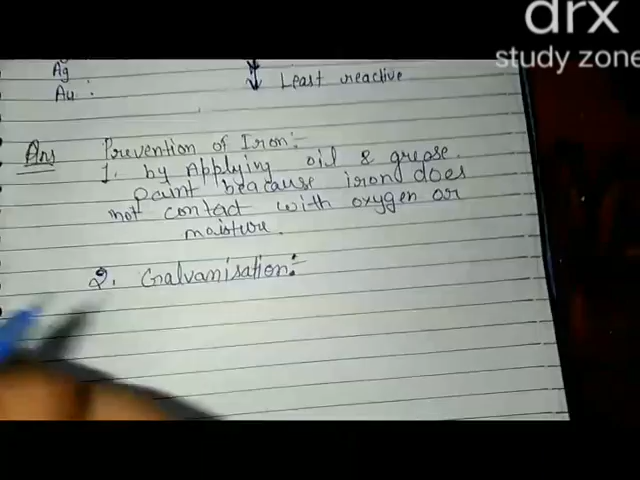 drx
study zone
Ag
Au.
Least reactive
Ans Prevention of Iron:-
1. by Applying oil & grease
paint beacause iron does
not contact with oxygen or
moisture.
2. Galvanisation:-